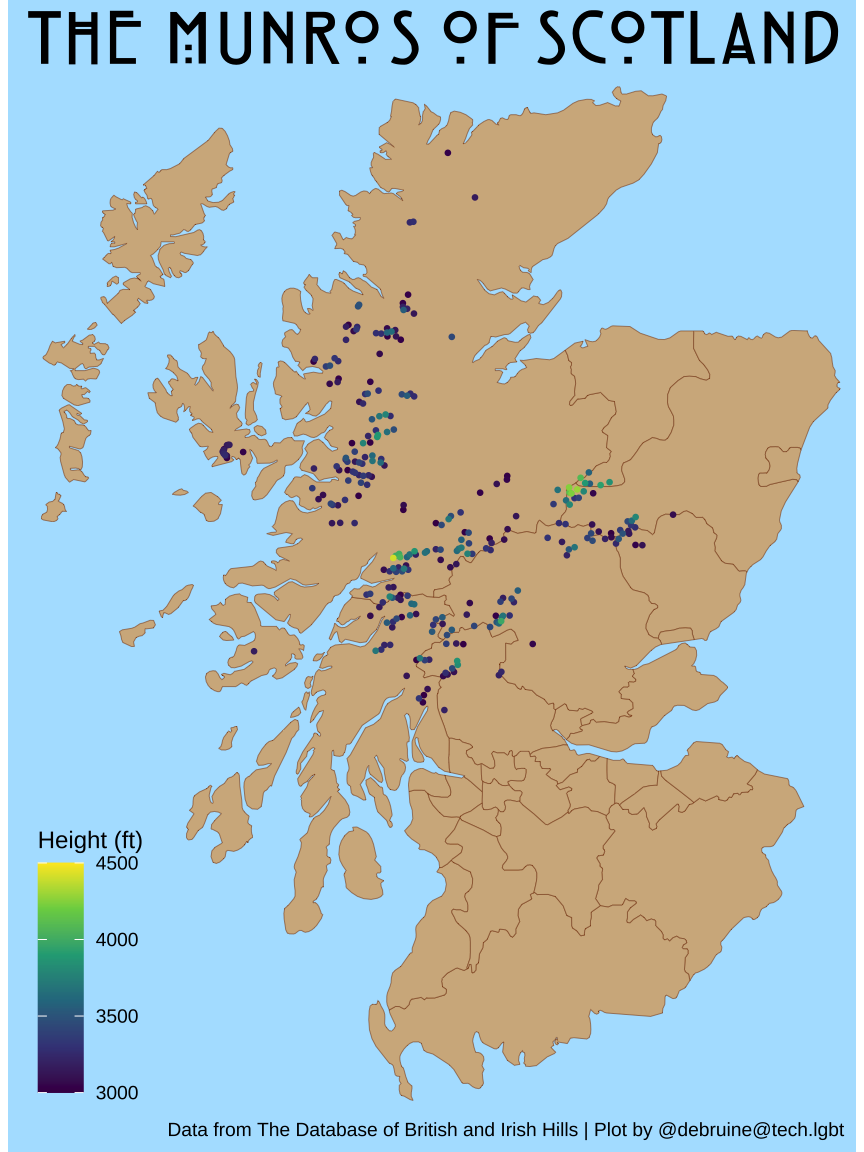 THE MUNROS OF SCOTLAND
Height (ft)
4500
4000
3500
3000
Data from The Database of British and Irish Hills | Plot by @debruine@tech.lgbt